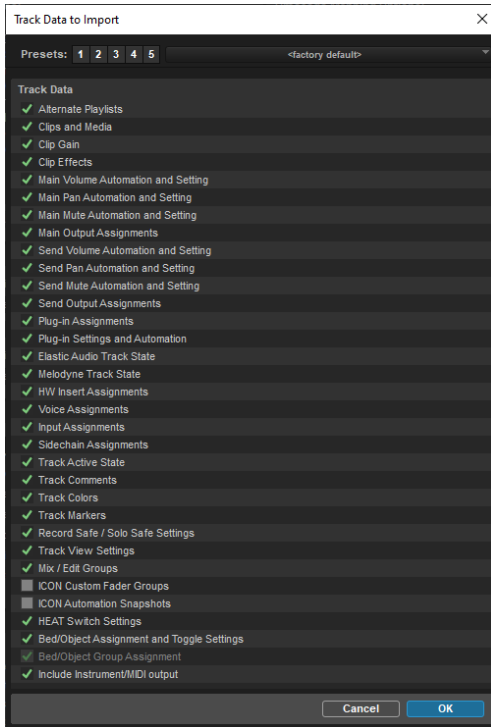 Track Data to Import
Presets: 1 2 3 4 5 <factory default>
Track Data
Alternate Playlists
Clips and Media
Clip Gain
Clip Effects
Main Volume Automation and Setting
Main Pan Automation and Setting
Main Mute Automation and Setting
Main Output Assignments
Send Volume Automation and Setting
Send Pan Automation and Setting
Send Mute Automation and Setting
Send Output Assignments
Plug-in Assignments
Plug-in Settings and Automation
Elastic Audio Track State
Melodyne Track State
HW Insert Assignments
Voice Assignments
Input Assignments
Sidechain Assignments
Track Active State
Track Comments
Track Colors
Track Markers
Record Safe / Solo Safe Settings
Track View Settings
Mix / Edit Groups
ICON Custom Fader Groups
ICON Automation Snapshots
HEAT Switch Settings
Bed/Object Assignment and Toggle Settings
Bed/Object Group Assignment
Include Instrument/MIDI output
Cancel OK